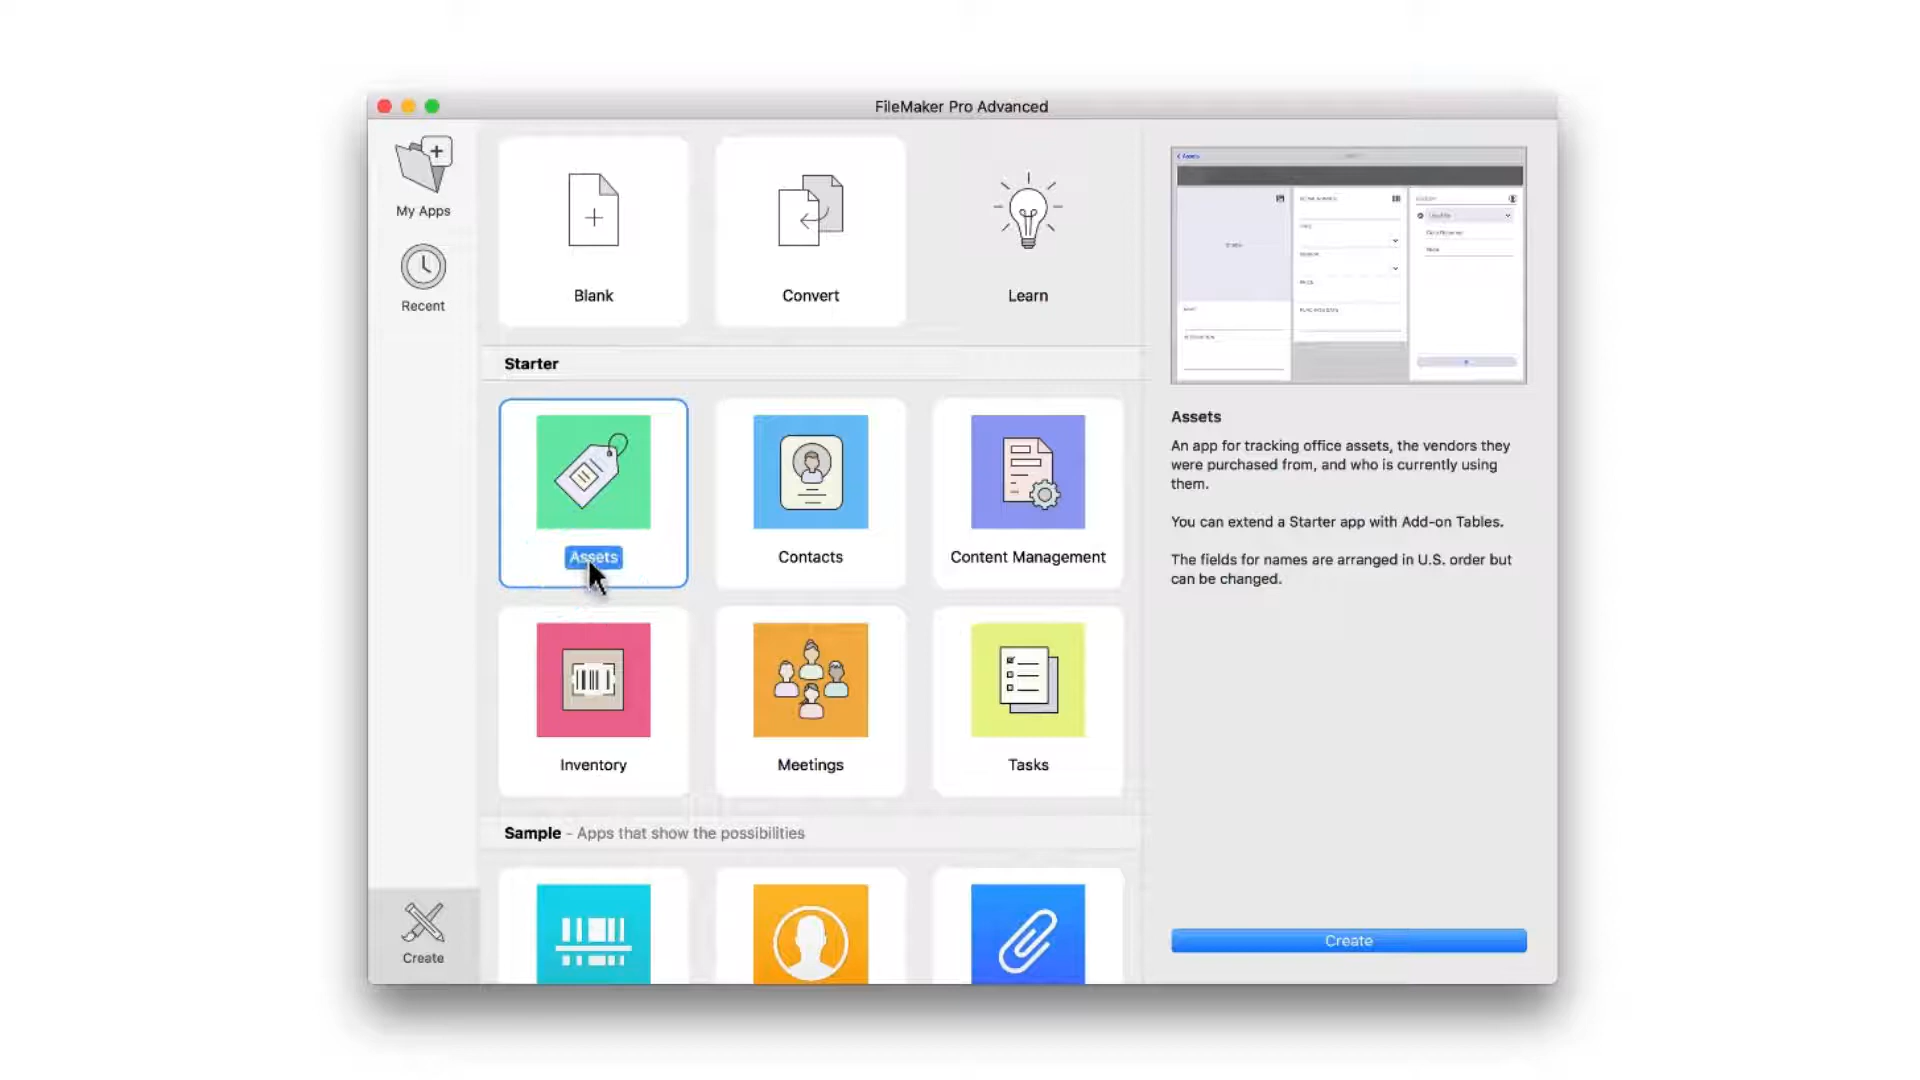 FileMaker Pro Advanced
My Apps
Recent
Blank
Convert
Learn
Starter
Assets
Contacts
Content Management
Inventory
Meetings
Tasks
Sample - Apps that show the possibilities
Create
Assets
Assets
An app for tracking office assets, the vendors they
were purchased from, and who is currently using
them.
You can extend a Starter app with Add-on Tables.
The fields for names are arranged in U.S. order but
can be changed.
Create